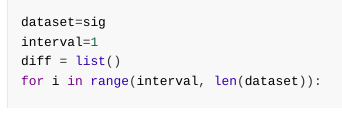 dataset=sig
interval=1
diff = list()
for i in range(interval, len(dataset)):